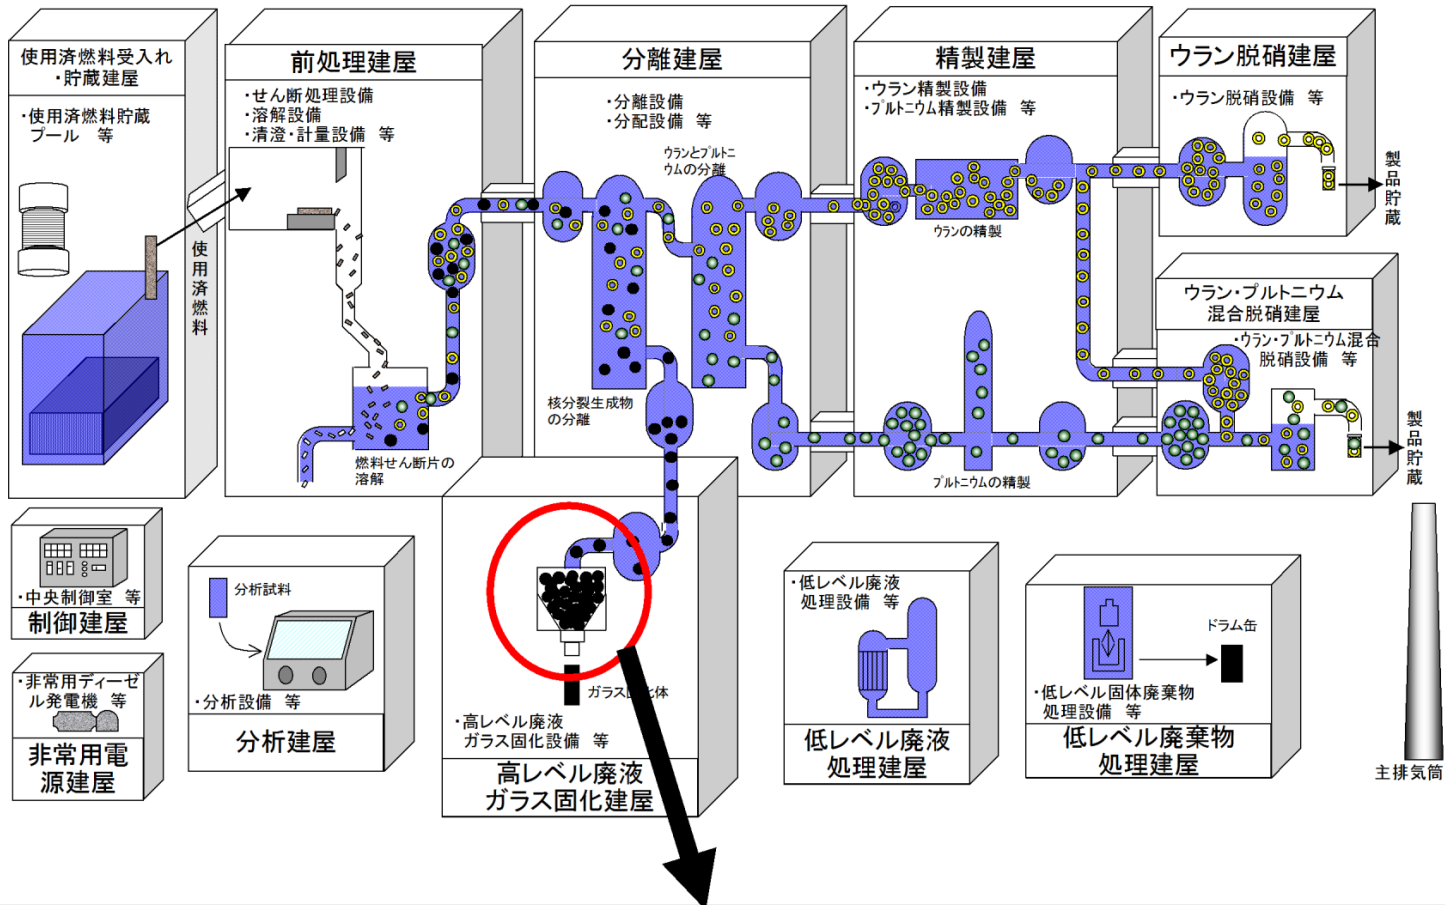 使用済燃料受入れ
・貯蔵建屋
・使用済燃料貯蔵
プール 等
使用済燃料
前処理建屋
・せん断処理設備
・溶解設備
・清澄・計量設備 等
燃料せん断片の
溶解
分離建屋
・分離設備
・分配設備 等
ウランとプルトニ
ウムの分離
核分裂生成物
の分離
精製建屋
・ウラン精製設備
・プルトニウム精製設備 等
ウランの精製
プルトニウムの精製
ウラン脱硝建屋
・ウラン脱硝設備 等
製品貯蔵
ウラン・プルトニウム
混合脱硝建屋
・ウラン・プルトニウム混合
脱硝設備 等
製品貯蔵
・中央制御室 等
制御建屋
・非常用ディーゼ
ル発電機 等
非常用電
源建屋
分析試料
・分析設備 等
分析建屋
ガラス固化体
・高レベル廃液
ガラス固化設備 等
高レベル廃液
ガラス固化建屋
・低レベル廃液
処理設備 等
低レベル廃液
処理建屋
ドラム缶
・低レベル固体廃棄物
処理設備 等
低レベル廃棄物
処理建屋
主排気筒